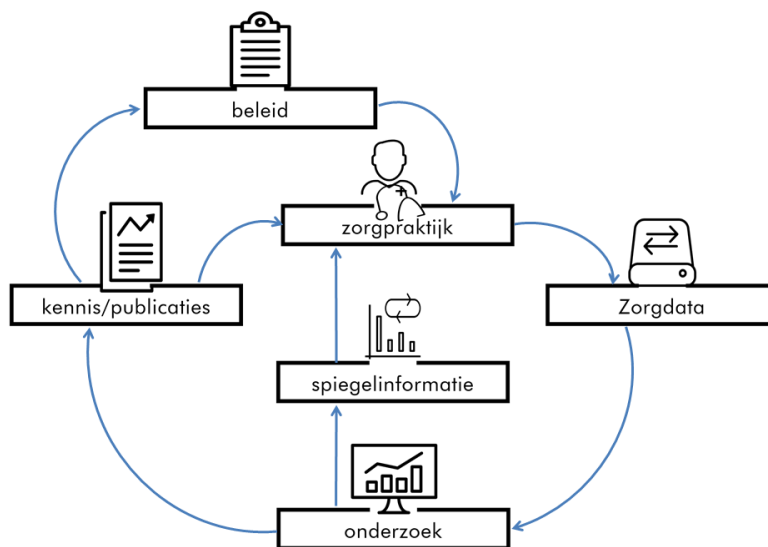 beleid
zorgpraktijk
kennis/publicaties
Zorgdata
spiegelinformatie
onderzoek